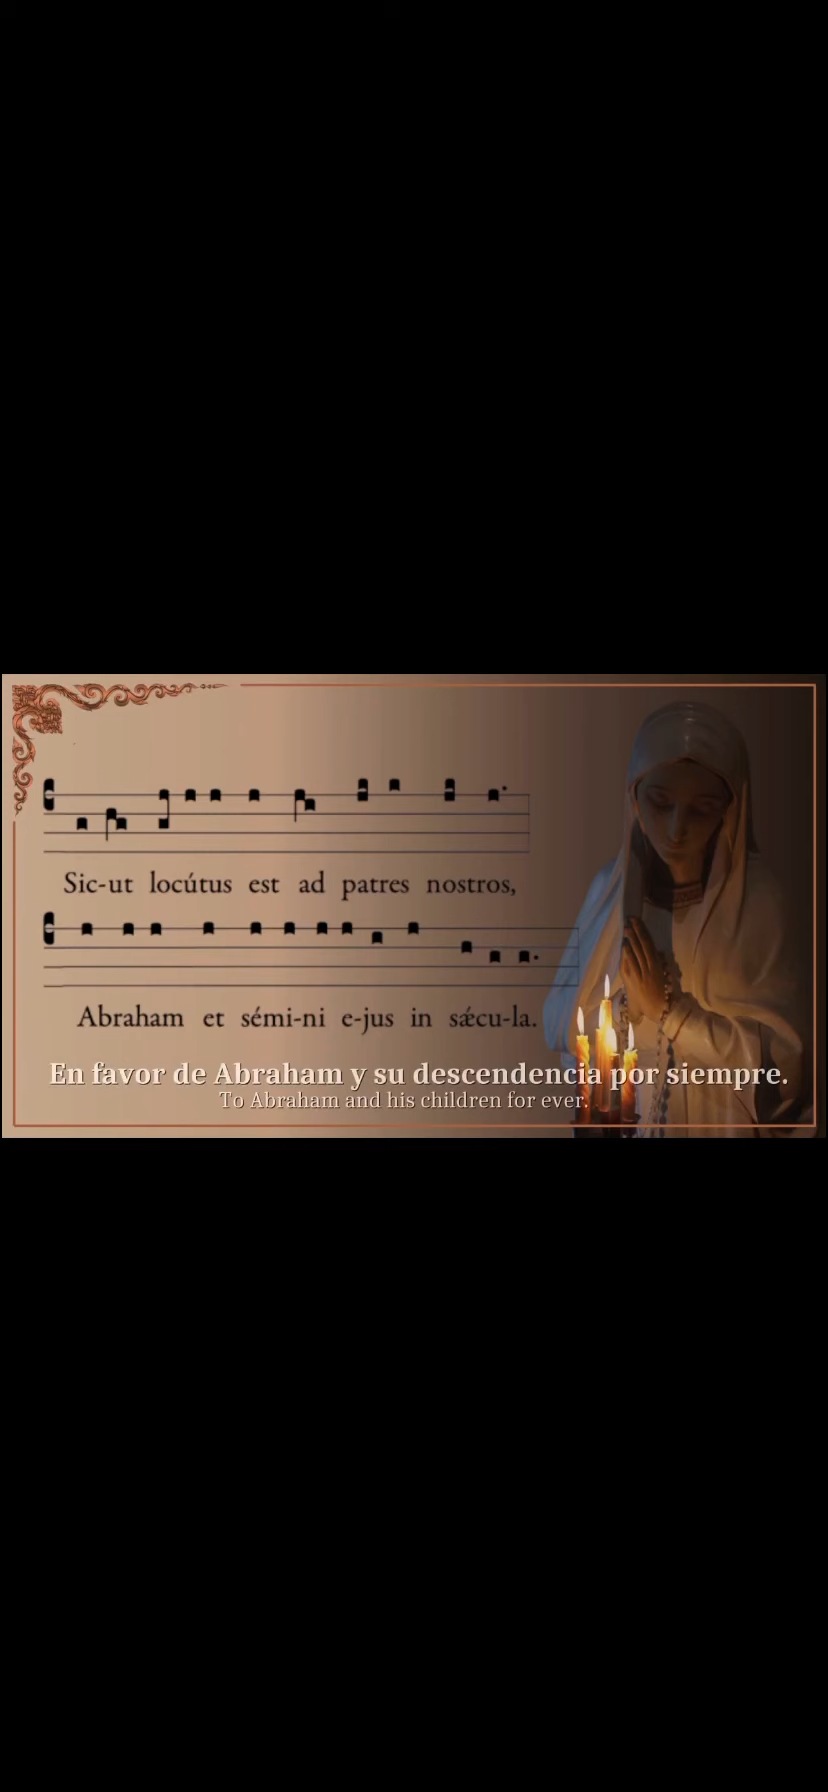 Sic-ut locútus est ad patres nostros,
Abraham et sémi-ni e-jus in sǽcu-la.
En favor de Abraham y su descendencia por siempre.
To Abraham and his children for ever.